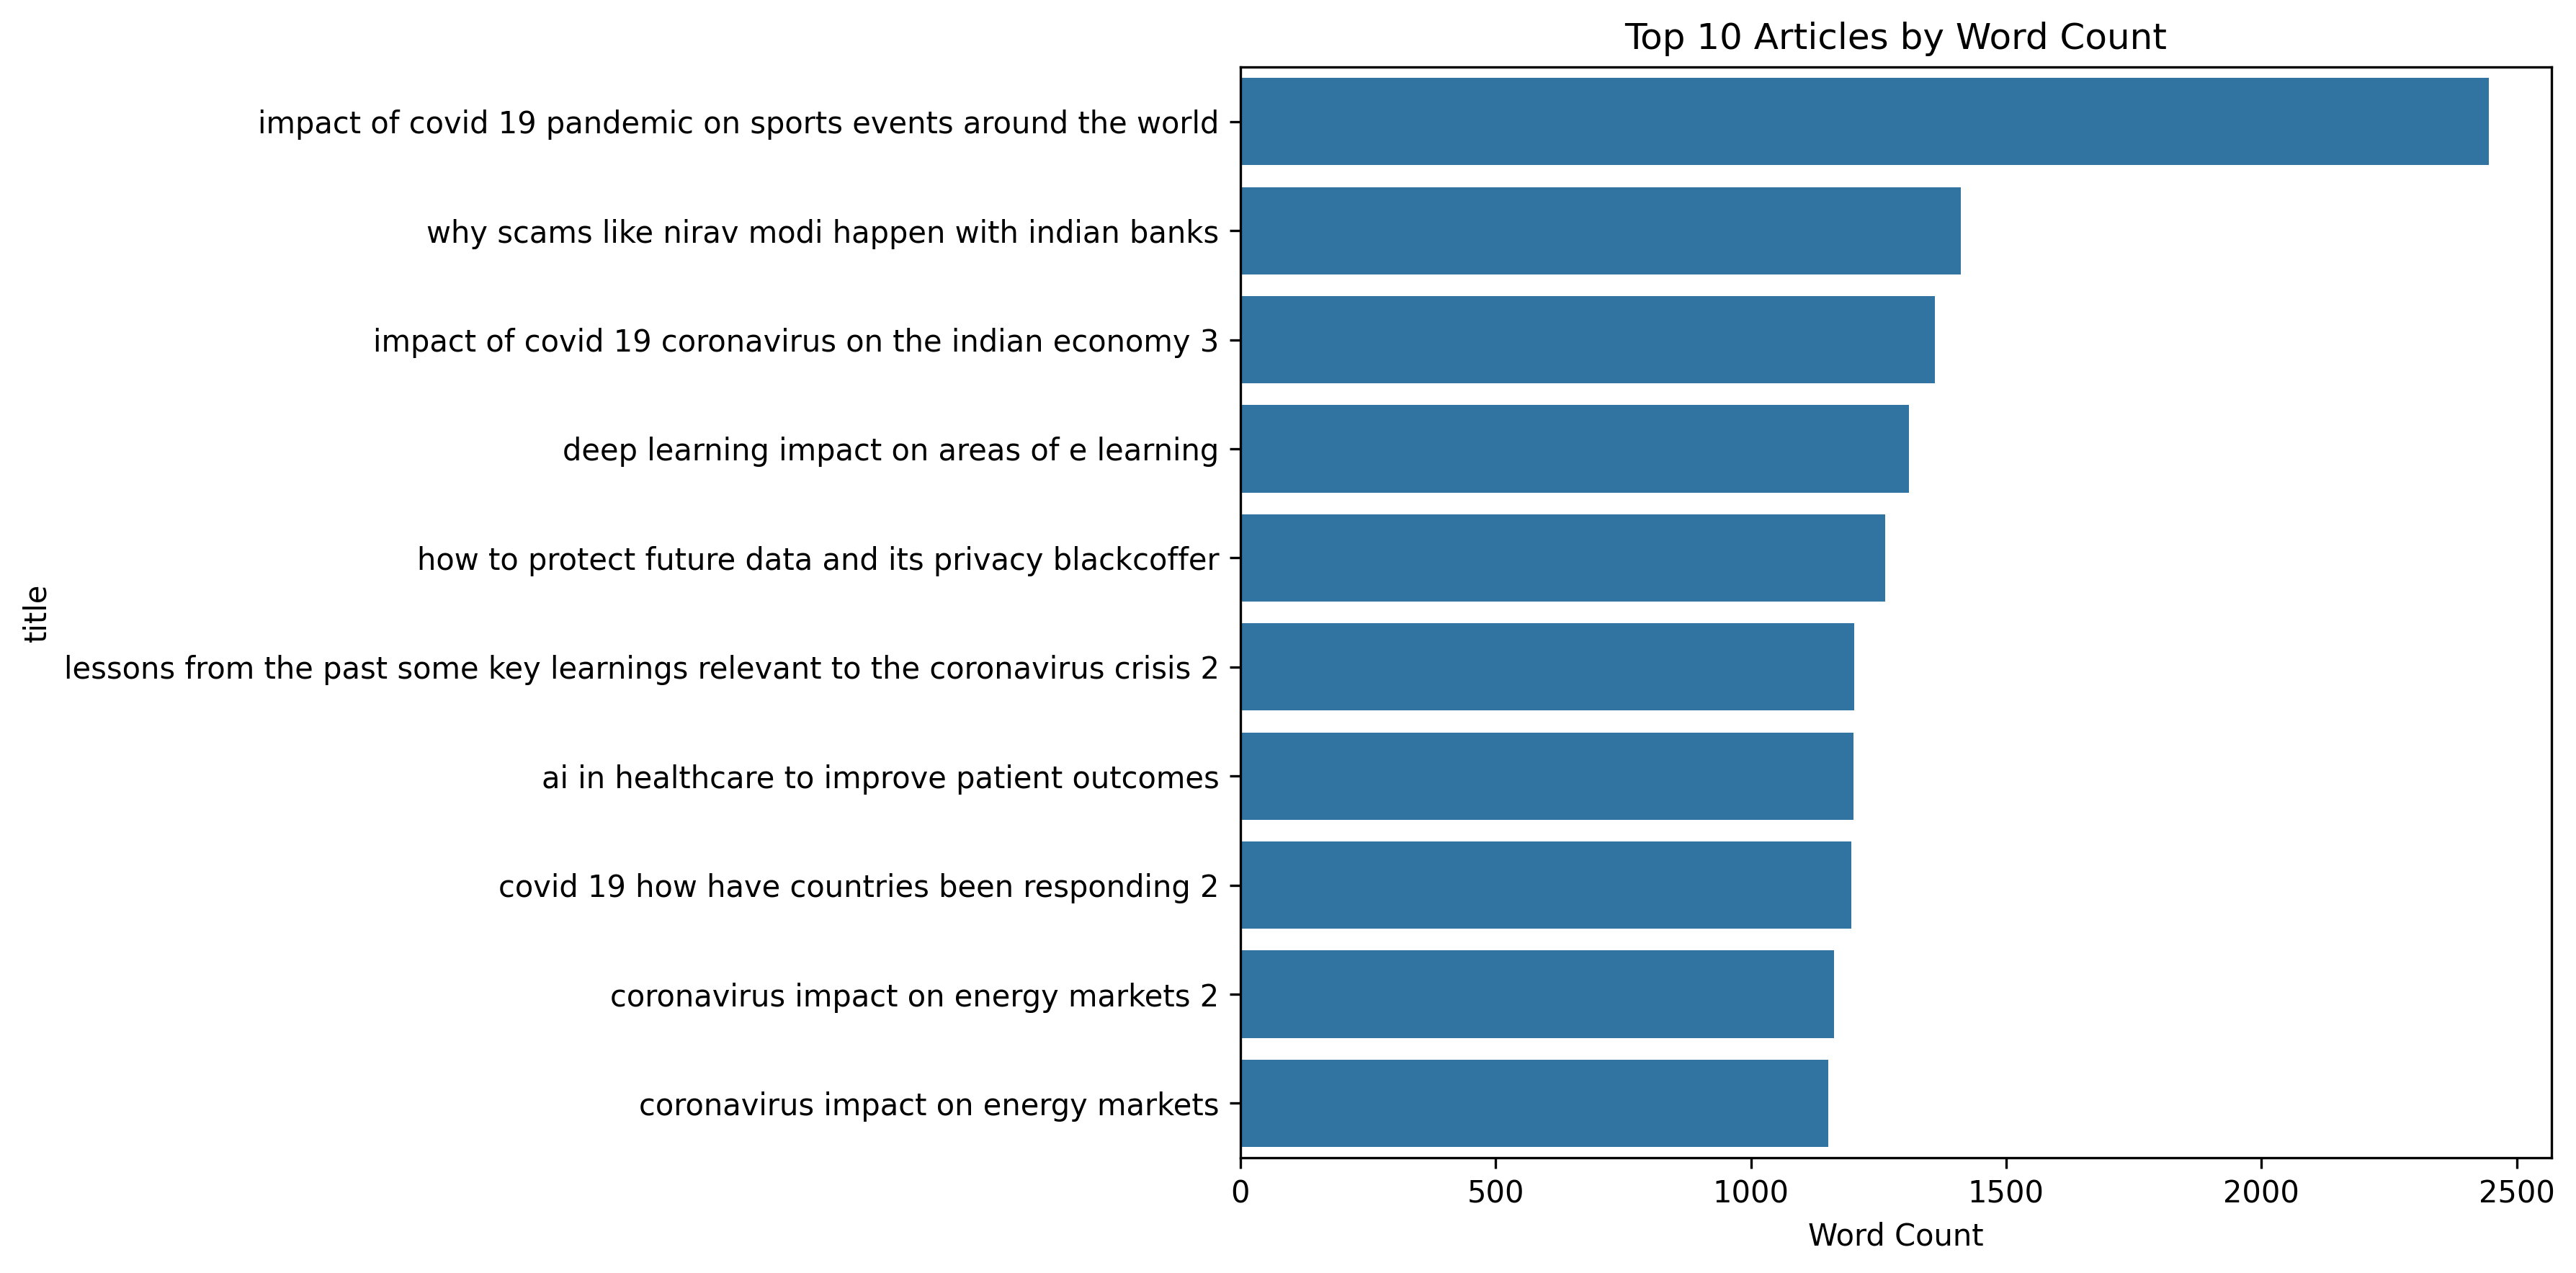 Top 10 Articles by Word Count
impact of covid 19 pandemic on sports events around the world
why scams like nirav modi happen with indian banks
impact of covid 19 coronavirus on the indian economy 3
deep learning impact on areas of e learning
how to protect future data and its privacy blackcoffer
title
lessons from the past some key learnings relevant to the coronavirus crisis 2
ai in healthcare to improve patient outcomes
covid 19 how have countries been responding 2
coronavirus impact on energy markets 2
coronavirus impact on energy markets
0 500 1000 1500 2000 2500
Word Count